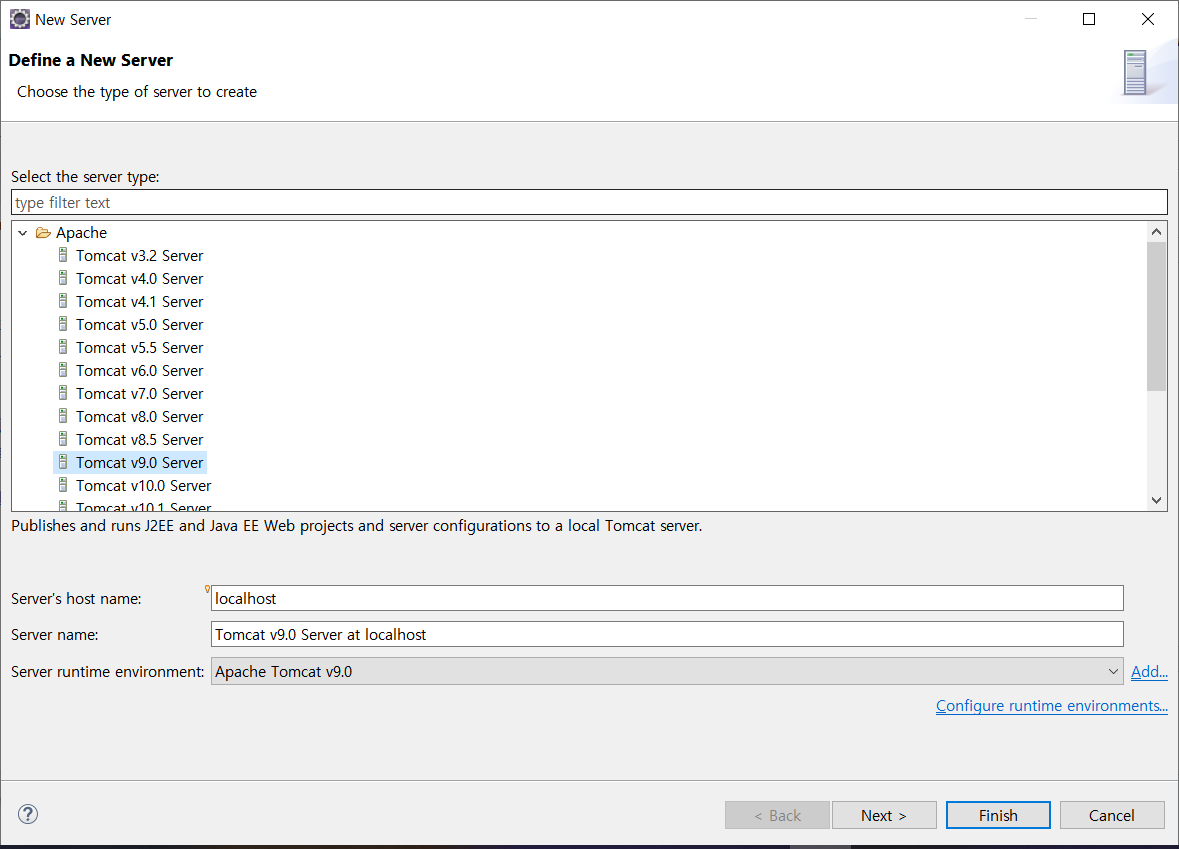 New Server
Define a New Server
Choose the type of server to create
Select the server type:
type filter text
Apache
Tomcat v3.2 Server
Tomcat v4.0 Server
Tomcat v4.1 Server
Tomcat v5.0 Server
Tomcat v5.5 Server
Tomcat v6.0 Server
Tomcat v7.0 Server
Tomcat v8.0 Server
Tomcat v8.5 Server
Tomcat v9.0 Server
Tomcat v10.0 Server
Tomcat v10.1 Server
Publishes and runs J2EE and Java EE Web projects and server configurations to a local Tomcat server.
Server's host name: localhost
Server name: Tomcat v9.0 Server at localhost
Server runtime environment: Apache Tomcat v9.0 Add...
Configure runtime environments...
? < Back Next > Finish Cancel